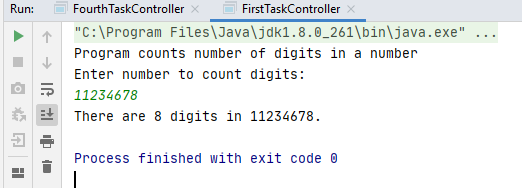 Run: FourthTaskController × FirstTaskController ×
"C:\Program Files\Java\jdk1.8.0_261\bin\java.exe" ...
Program counts number of digits in a number
Enter number to count digits:
11234678
There are 8 digits in 11234678.
Process finished with exit code 0